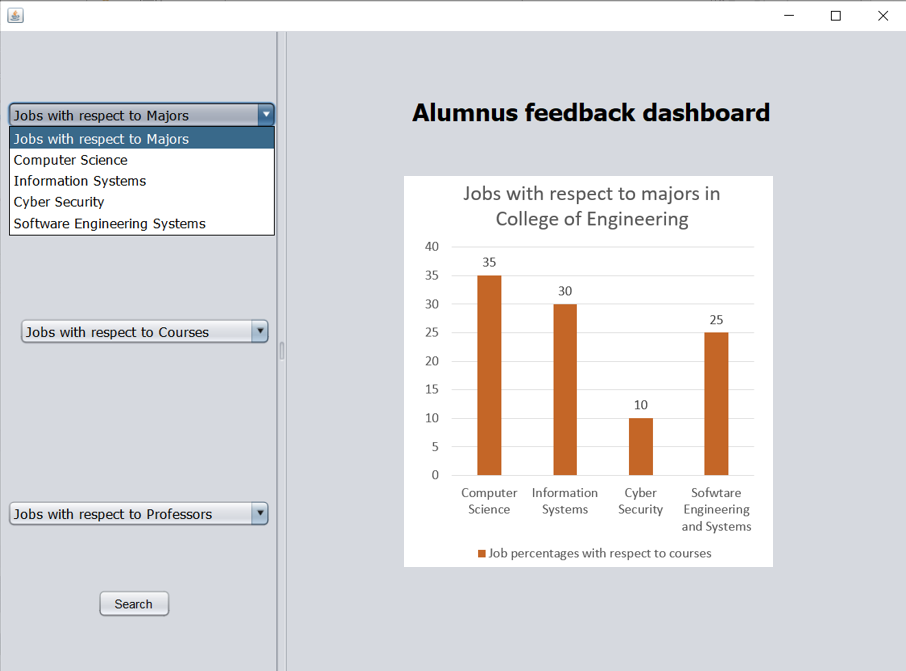 Jobs with respect to Majors
Jobs with respect to Majors
Computer Science
Information Systems
Cyber Security
Software Engineering Systems
Jobs with respect to Courses
Jobs with respect to Professors
Search
Alumnus feedback dashboard
Jobs with respect to majors in
College of Engineering
40
35
30
25
20
15
10
5
0
35
30
10
25
Computer Science
Information Systems
Cyber Security
Sofwtare Engineering and Systems
Job percentages with respect to courses